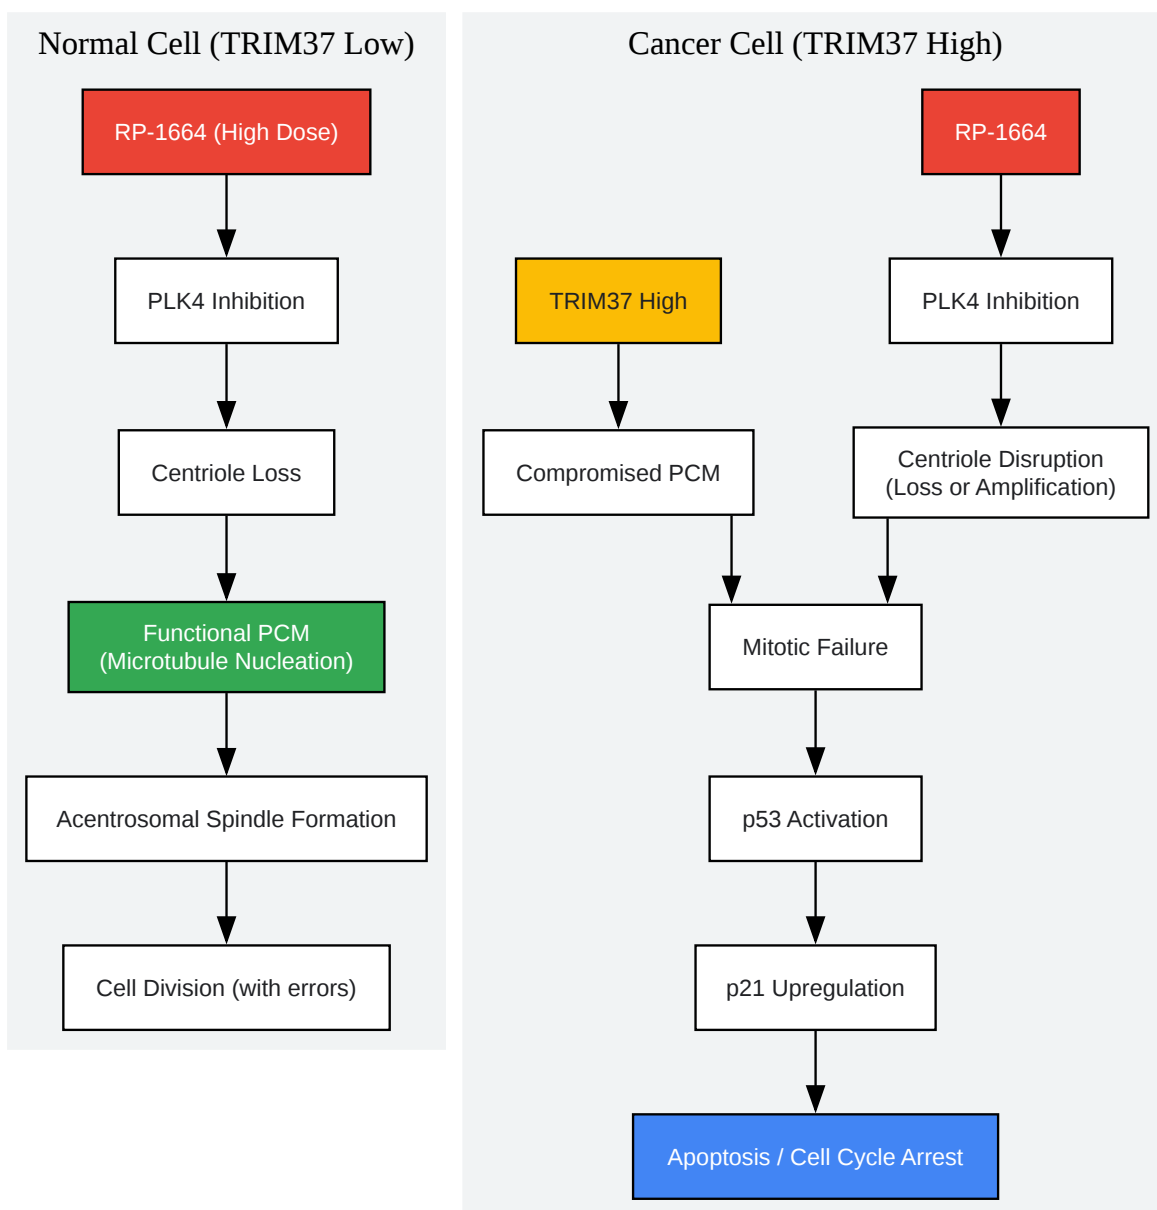 Normal Cell (TRIM37 Low)
RP-1664 (High Dose)
PLK4 Inhibition
Centriole Loss
Functional PCM
(Microtubule Nucleation)
Acentrosomal Spindle Formation
Cell Division (with errors)
Cancer Cell (TRIM37 High)
RP-1664
TRIM37 High
PLK4 Inhibition
Compromised PCM
Centriole Disruption
(Loss or Amplification)
Mitotic Failure
p53 Activation
p21 Upregulation
Apoptosis / Cell Cycle Arrest